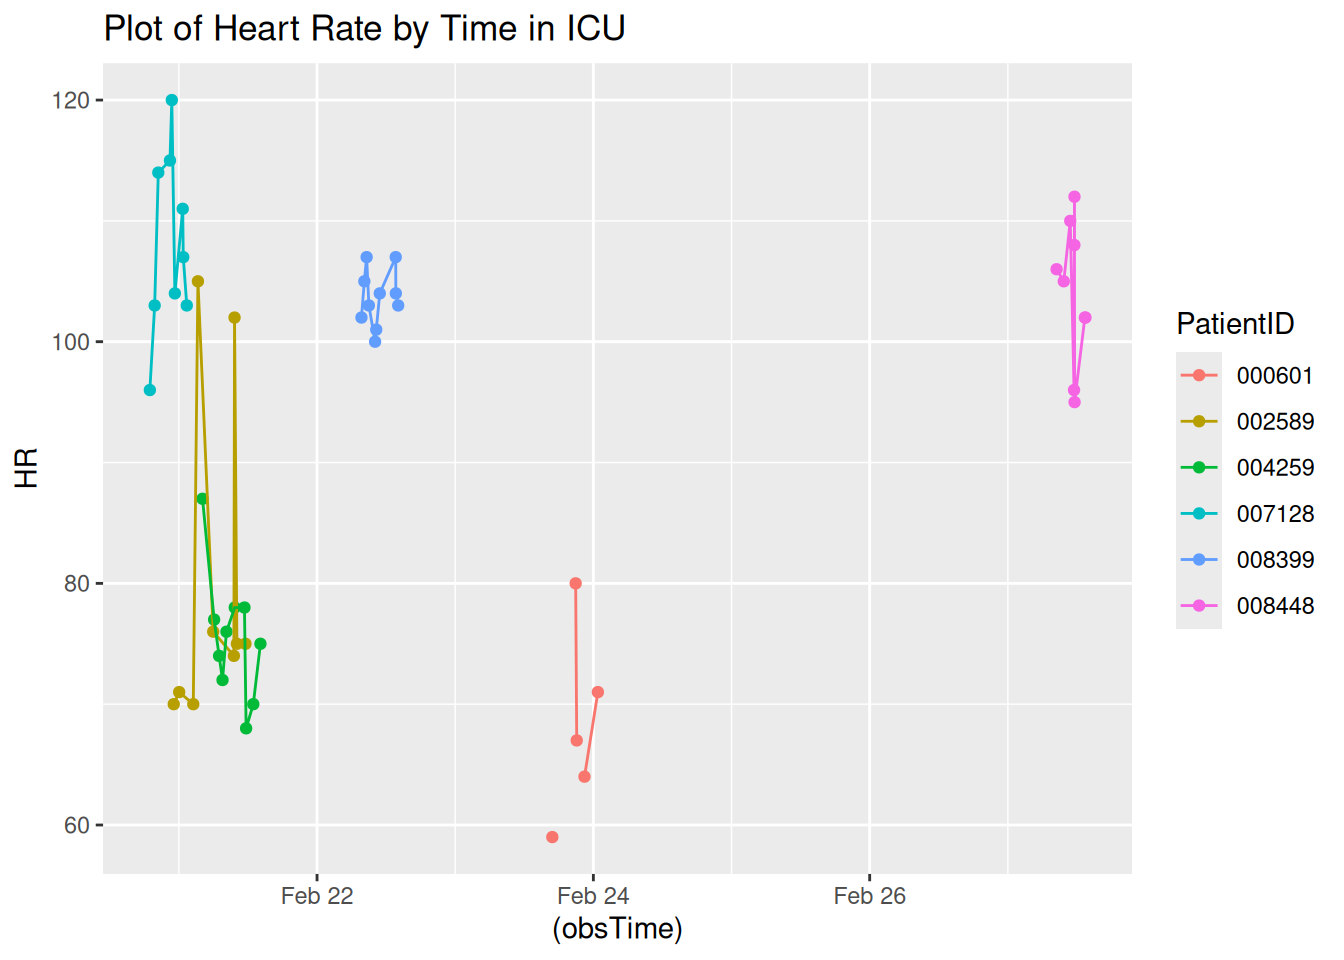 Plot of Heart Rate by Time in ICU
120
100
80
60
HR
Feb 22
Feb 24
Feb 26
(obsTime)
PatientID
000601
002589
004259
007128
008399
008448